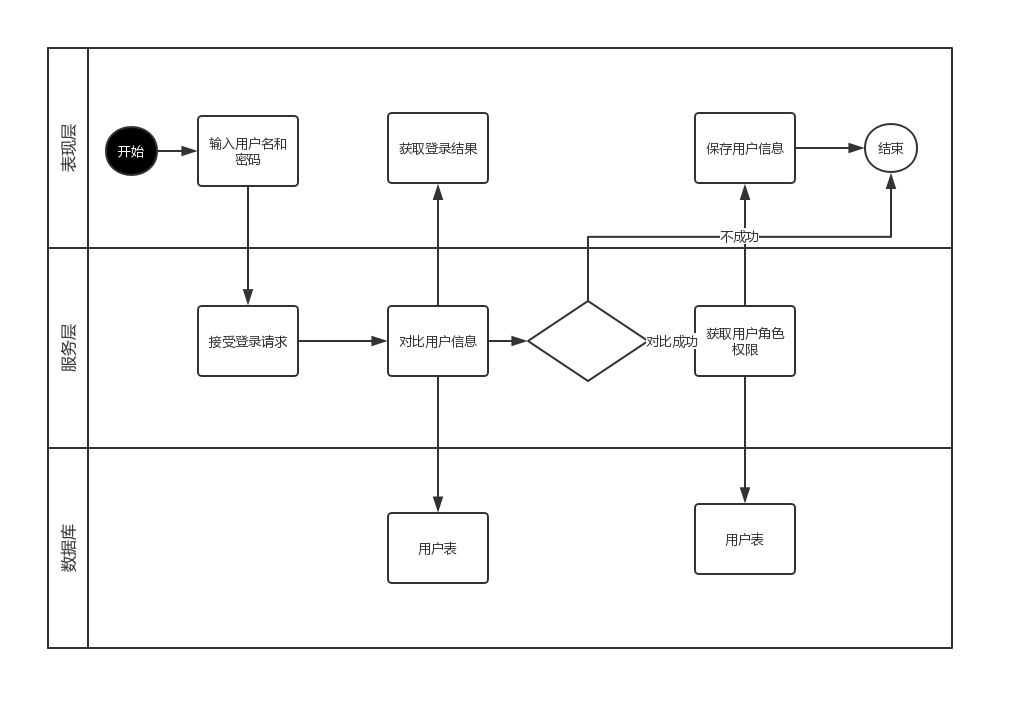 表现层
开始
输入用户名和
密码
获取登录结果
保存用户信息
结束
不成功
服务层
接受登录请求
对比用户信息
对比成功
获取用户角色
权限
数据库
用户表
用户表